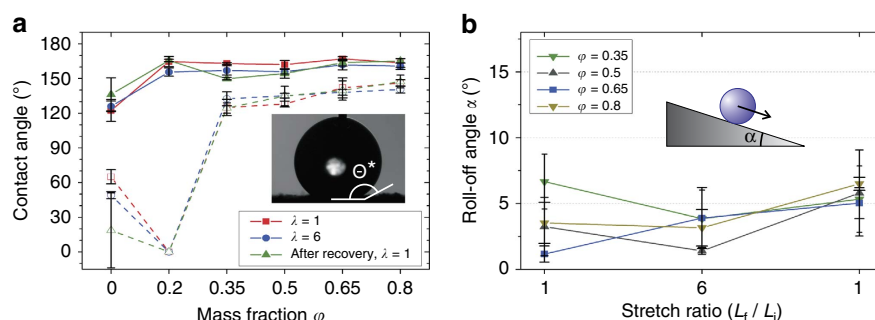 a
180
150
120
90
60
30
0
Contact angle (°)
Θ*
λ = 1
λ = 6
After recovery, λ = 1
0 0.2 0.35 0.5 0.65 0.8
Mass fraction φ
b
φ = 0.35
φ = 0.5
φ = 0.65
φ = 0.8
15
10
5
0
Roll-off angle α (°)
α
1 6 1
Stretch ratio (Lf / Li)